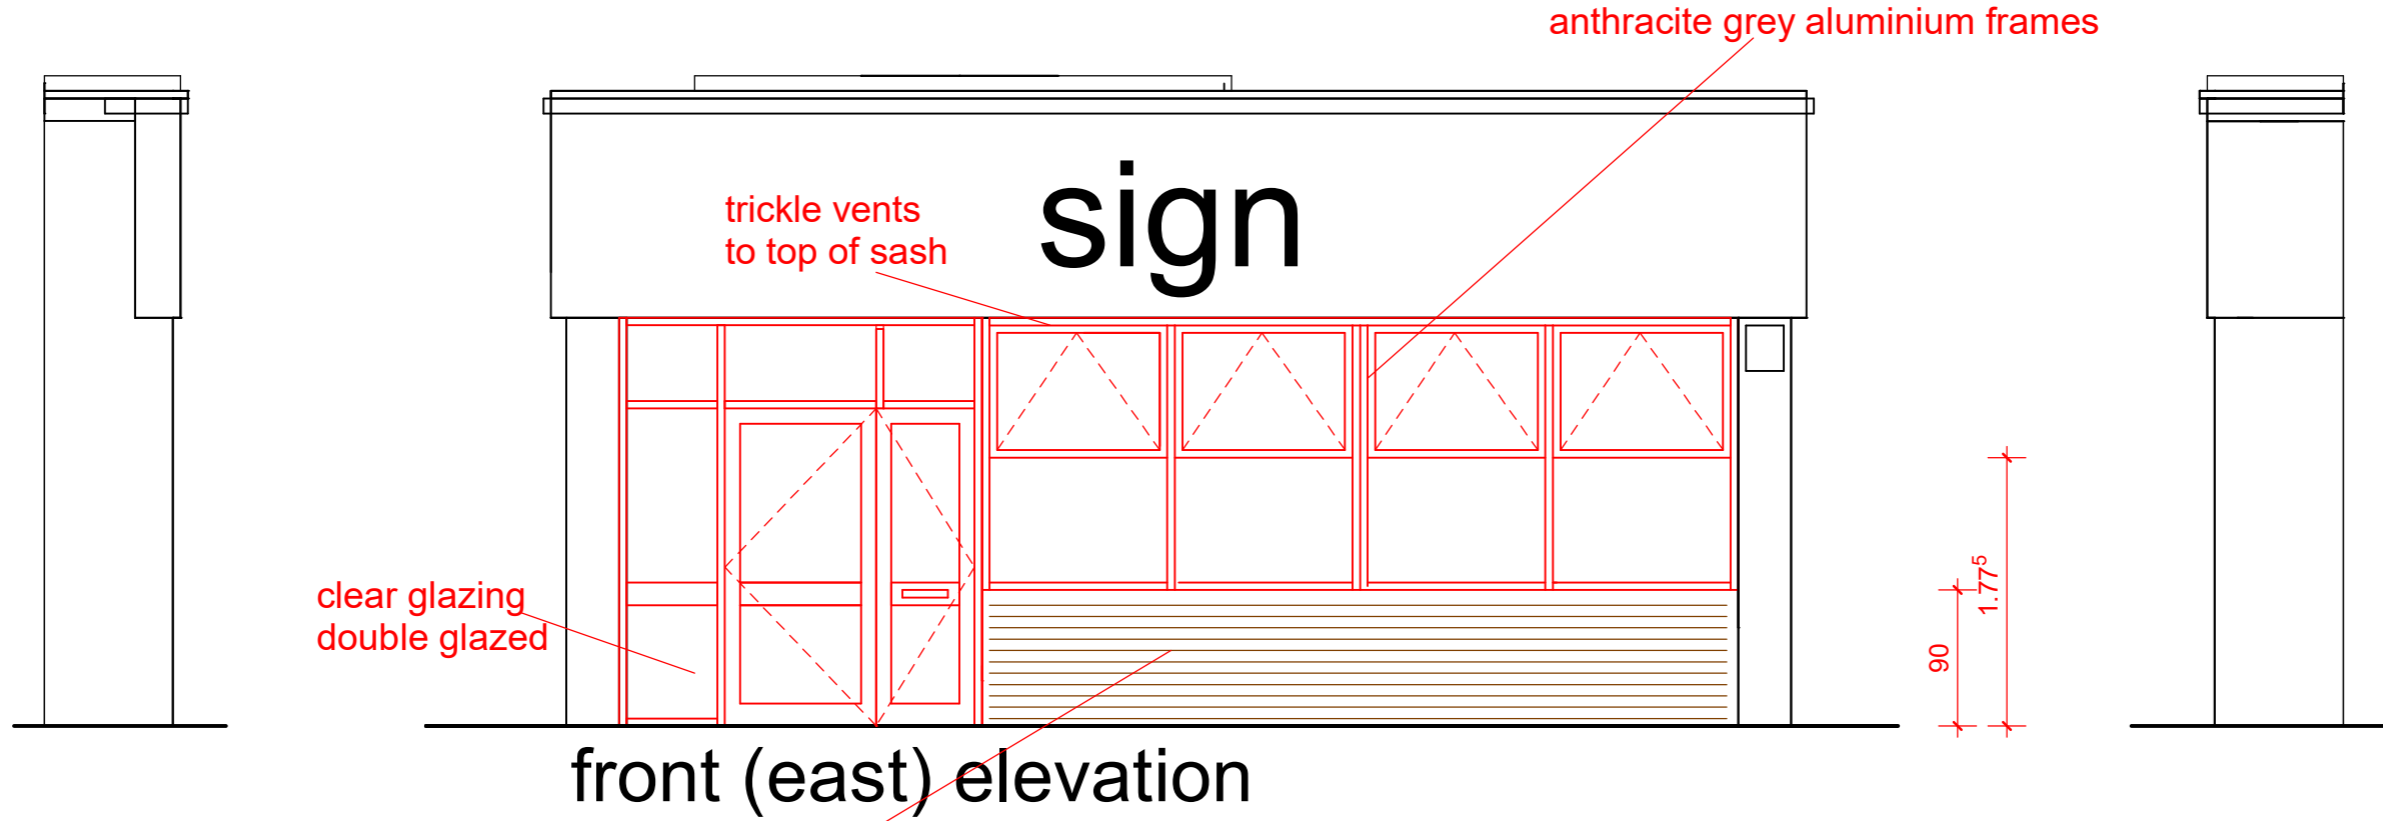 anthracite grey aluminium frames
sign
trickle vents
to top of sash
clear glazing
double glazed
1.77⁵
90
front (east) elevation